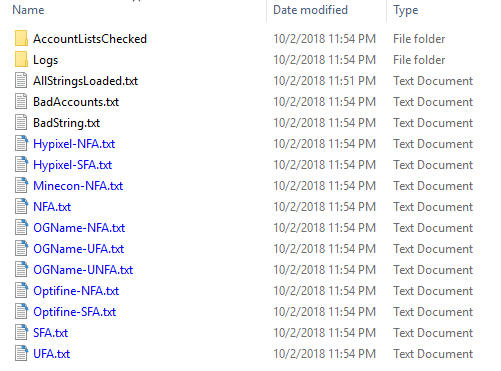 Name Date modified Type
AccountListsChecked 10/2/2018 11:54 PM File folder
Logs 10/2/2018 11:54 PM File folder
AllStringsLoaded.txt 10/2/2018 11:51 PM Text Document
BadAccounts.txt 10/2/2018 11:54 PM Text Document
BadString.txt 10/2/2018 11:54 PM Text Document
Hypixel-NFA.txt 10/2/2018 11:54 PM Text Document
Hypixel-SFA.txt 10/2/2018 11:54 PM Text Document
Minecon-NFA.txt 10/2/2018 11:54 PM Text Document
NFA.txt 10/2/2018 11:54 PM Text Document
OGName-NFA.txt 10/2/2018 11:54 PM Text Document
OGName-UFA.txt 10/2/2018 11:54 PM Text Document
OGName-UNFA.txt 10/2/2018 11:54 PM Text Document
Optifine-NFA.txt 10/2/2018 11:54 PM Text Document
Optifine-SFA.txt 10/2/2018 11:54 PM Text Document
SFA.txt 10/2/2018 11:54 PM Text Document
UFA.txt 10/2/2018 11:54 PM Text Document